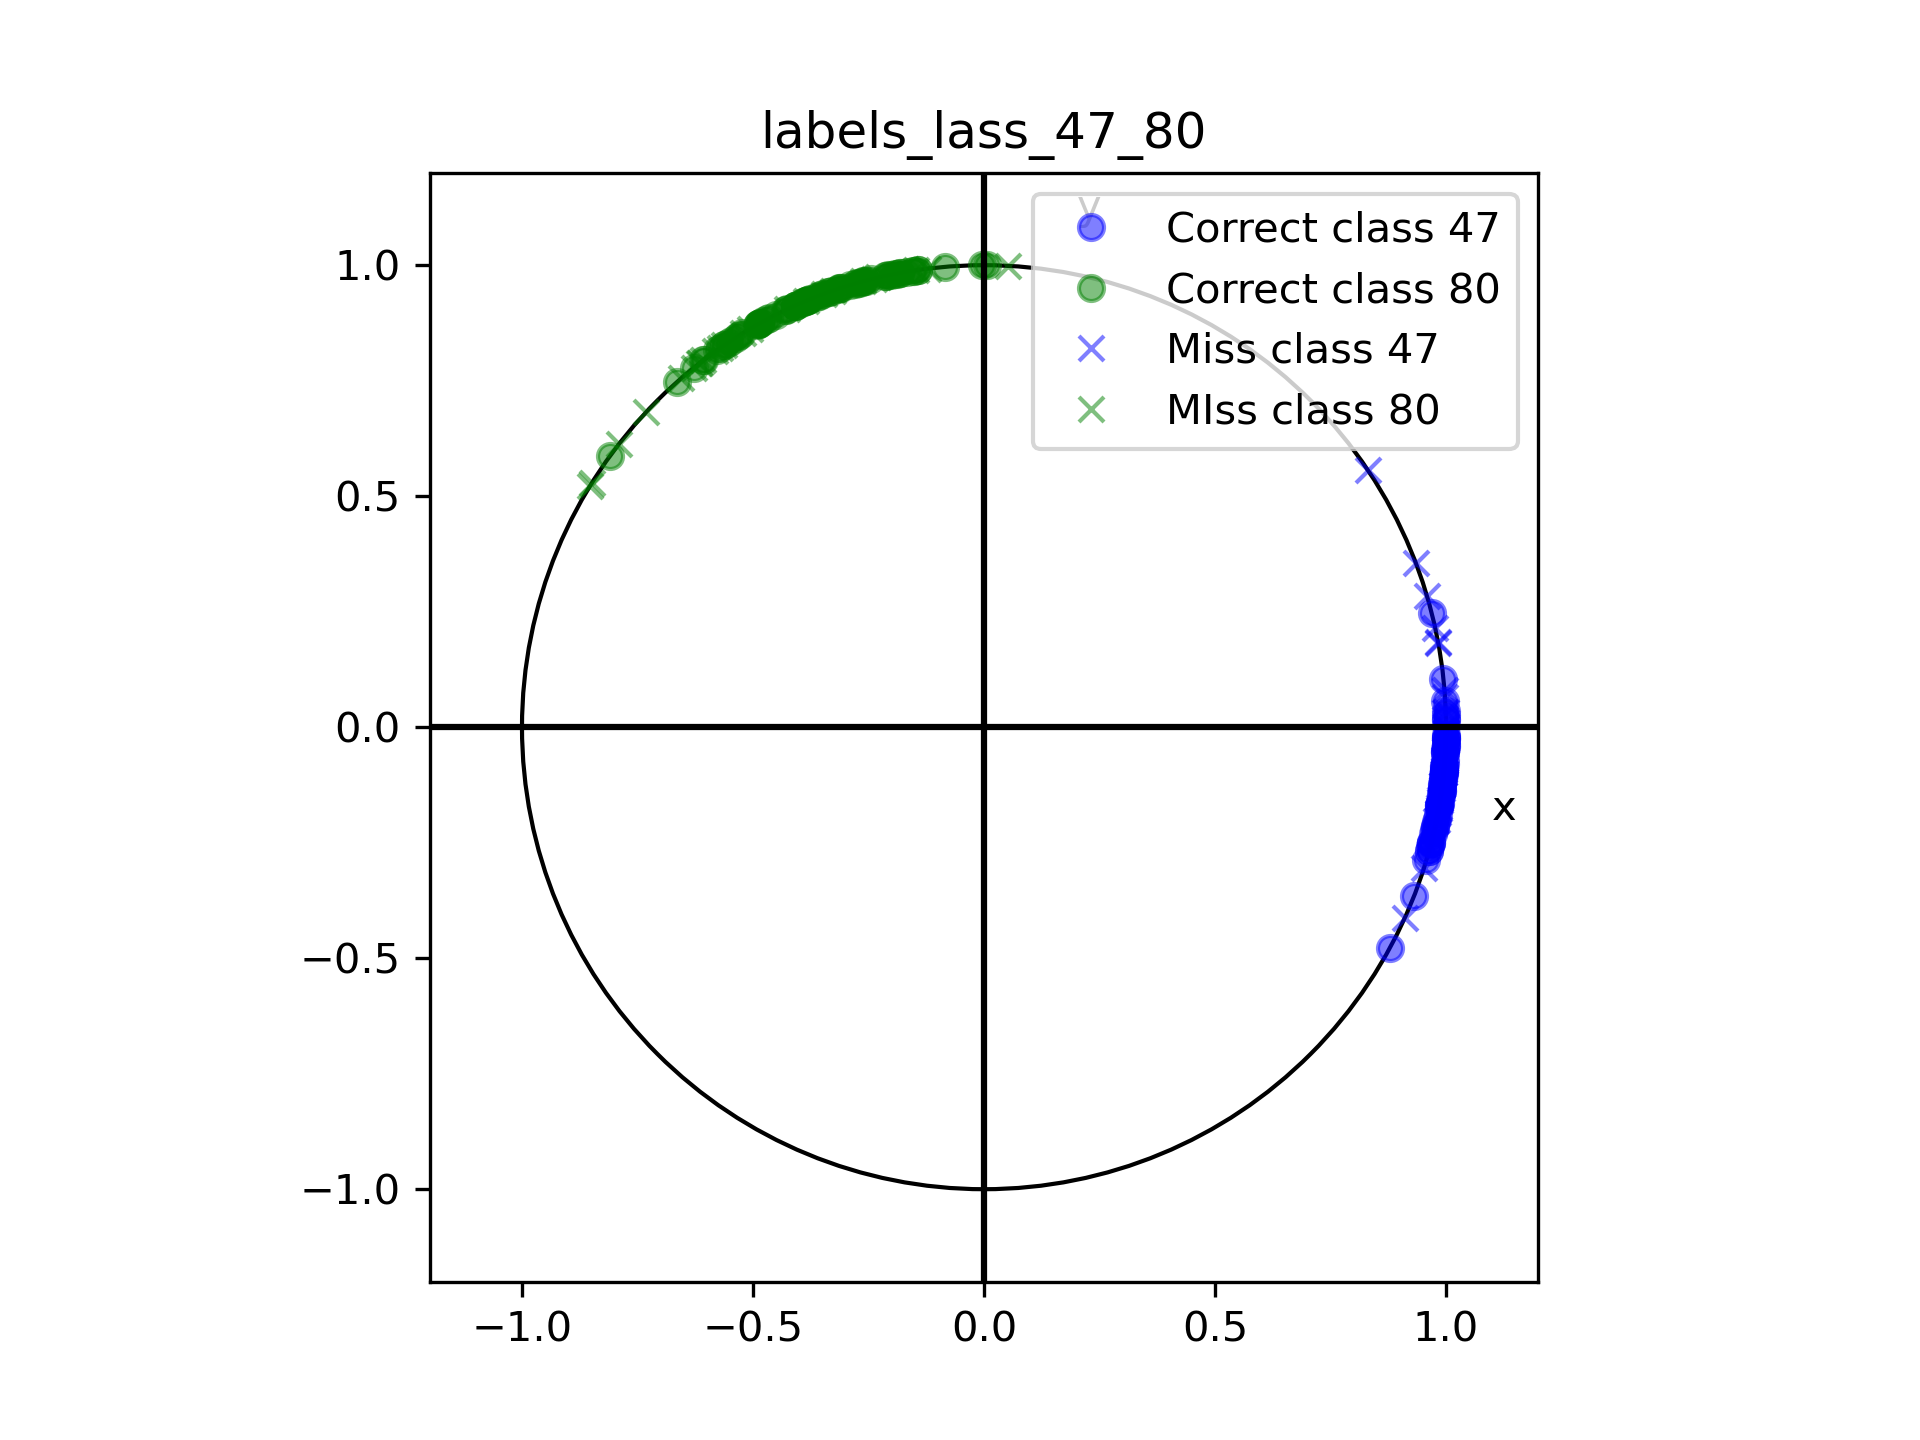 labels_lass_47_80
y
Correct class 47
Correct class 80
Miss class 47
MIss class 80
1.0
0.5
0.0
−0.5
−1.0
x
−1.0 −0.5 0.0 0.5 1.0